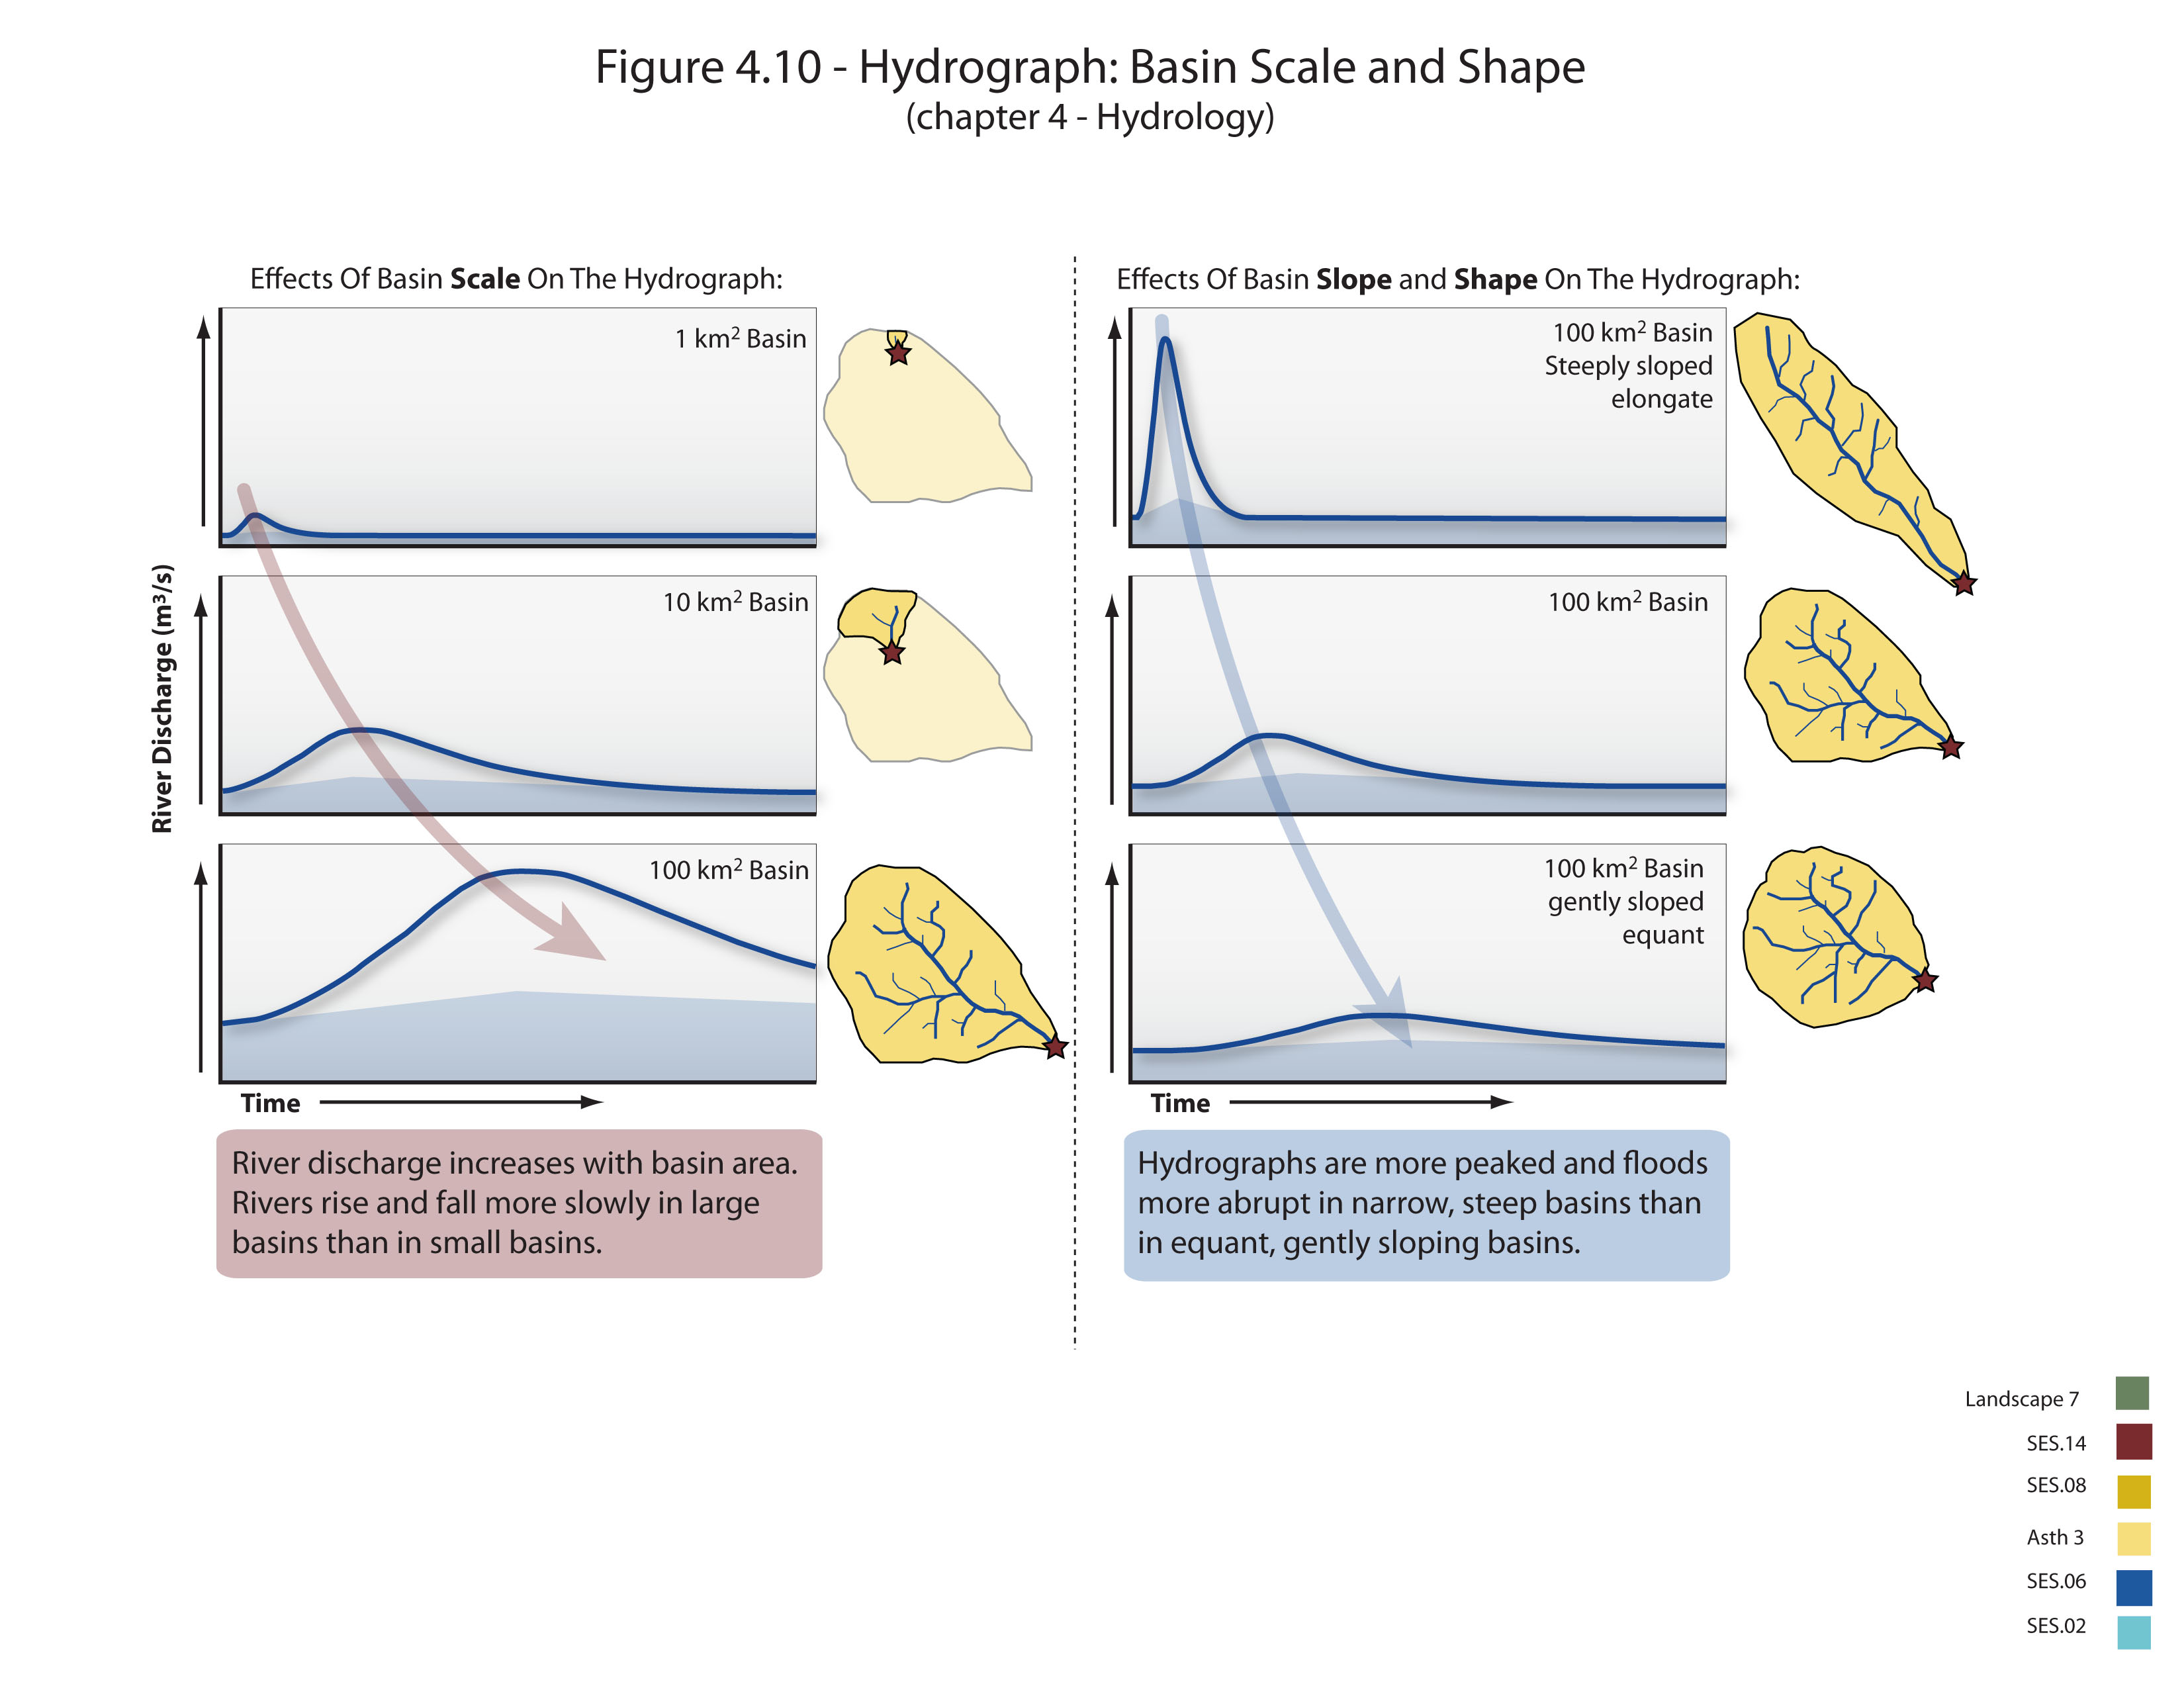 Figure 4.10 - Hydrograph: Basin Scale and Shape
(chapter 4 - Hydrology)
Effects Of Basin Scale On The Hydrograph:
1 km² Basin
10 km² Basin
100 km² Basin
River Discharge (m³/s)
Time
River discharge increases with basin area.
Rivers rise and fall more slowly in large
basins than in small basins.
Effects Of Basin Slope and Shape On The Hydrograph:
100 km² Basin
Steeply sloped
elongate
100 km² Basin
100 km² Basin
gently sloped
equant
Time
Hydrographs are more peaked and floods
more abrupt in narrow, steep basins than
in equant, gently sloping basins.
Landscape 7
SES.14
SES.08
Asth 3
SES.06
SES.02